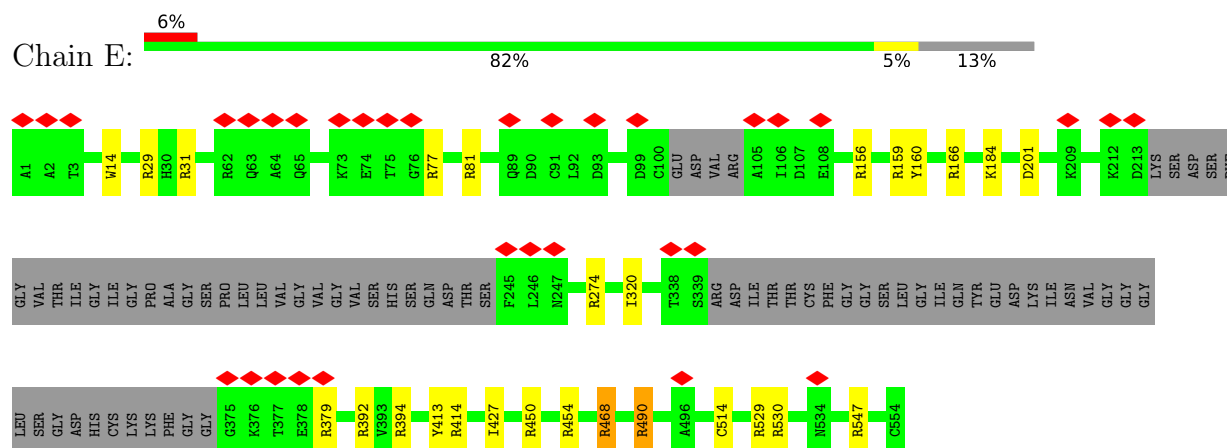 6%
Chain E:
82% 5% 13%
A1 A2 T3 W14 R29 H30 R31 R62 Q63 A64 Q65 K73 E74 T75 G76 R77 R81 Q89 D90 C91 L92 D93 D99 C100 GLU ASP VAL ARG A105 I106 D107 E108 R156 R159 Y160 R166 K184 D201 K209 K212 D213 LYS SER ASP SER
GLY VAL THR ILE GLY ILE GLY PRO ALA GLY SER PRO LEU LEU VAL GLY VAL GLY VAL SER HIS SER GLN ASP THR SER F245 L246 N247 R274 I320 T338 S339 ARG ASP ILE THR THR CYS PHE GLY GLY SER LEU GLY ILE GLN TYR GLU ASP LYS ILE ASN VAL GLY GLY GLY
LEU SER GLY ASP HIS CYS LYS LYS PHE GLY GLY G375 K376 T377 E378 R379 R392 V393 R394 Y413 R414 I427 R450 R454 R468 R490 A496 C514 R529 R530 N534 R547 C554